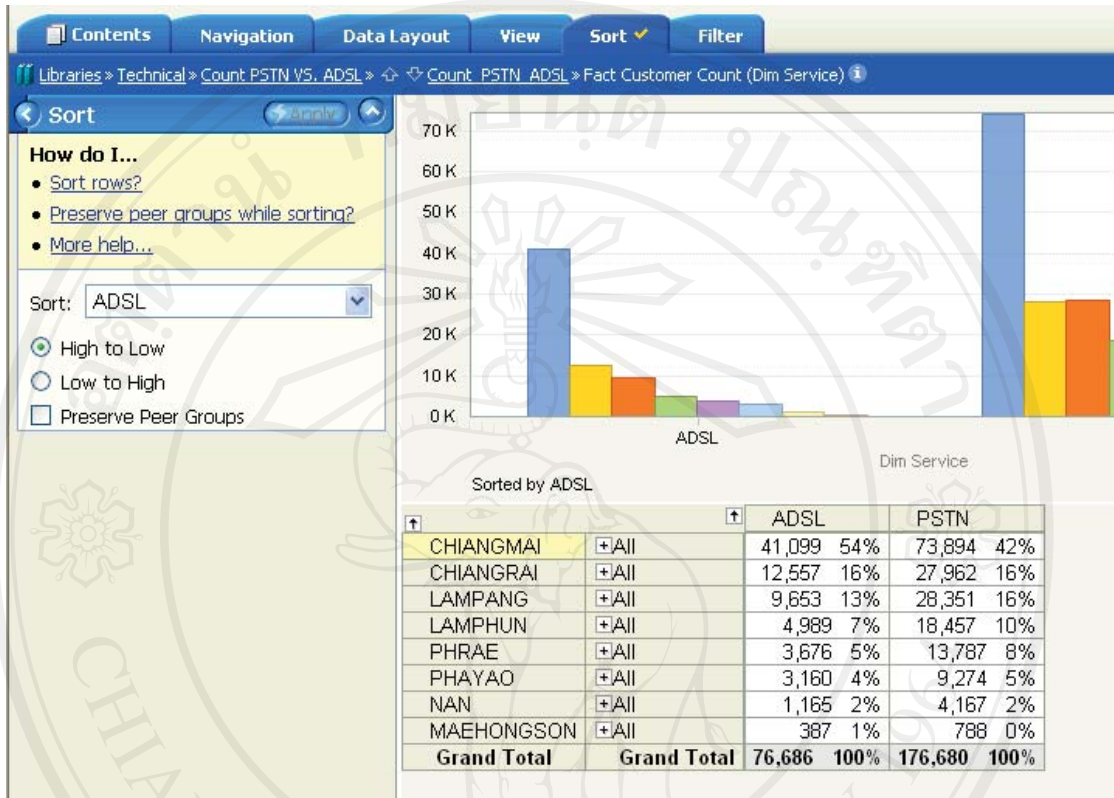 Contents Navigation Data Layout View Sort Filter
Libraries » Technical » Count PSTN VS. ADSL » Count PSTN ADSL » Fact Customer Count (Dim Service)
Sort Apply
How do I...
• Sort rows?
• Preserve peer groups while sorting?
• More help...
Sort: ADSL
High to Low
Low to High
Preserve Peer Groups
70 K
60 K
50 K
40 K
30 K
20 K
10 K
0 K
ADSL
Dim Service
Sorted by ADSL
ADSL PSTN
CHIANGMAI +All 41,099 54% 73,894 42%
CHIANGRAI +All 12,557 16% 27,962 16%
LAMPANG +All 9,653 13% 28,351 16%
LAMPHUN +All 4,989 7% 18,457 10%
PHRAE +All 3,676 5% 13,787 8%
PHAYAO +All 3,160 4% 9,274 5%
NAN +All 1,165 2% 4,167 2%
MAEHONGSON +All 387 1% 788 0%
Grand Total Grand Total 76,686 100% 176,680 100%